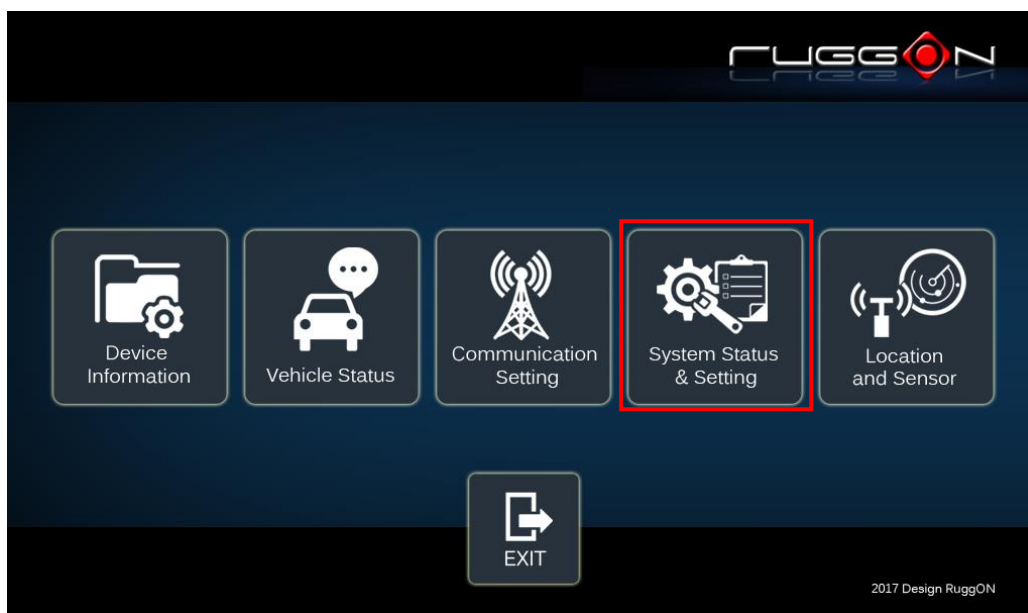 ruggON
Device
Information
Vehicle Status
Communication
Setting
System Status
& Setting
Location
and Sensor
EXIT
2017 Design RuggON